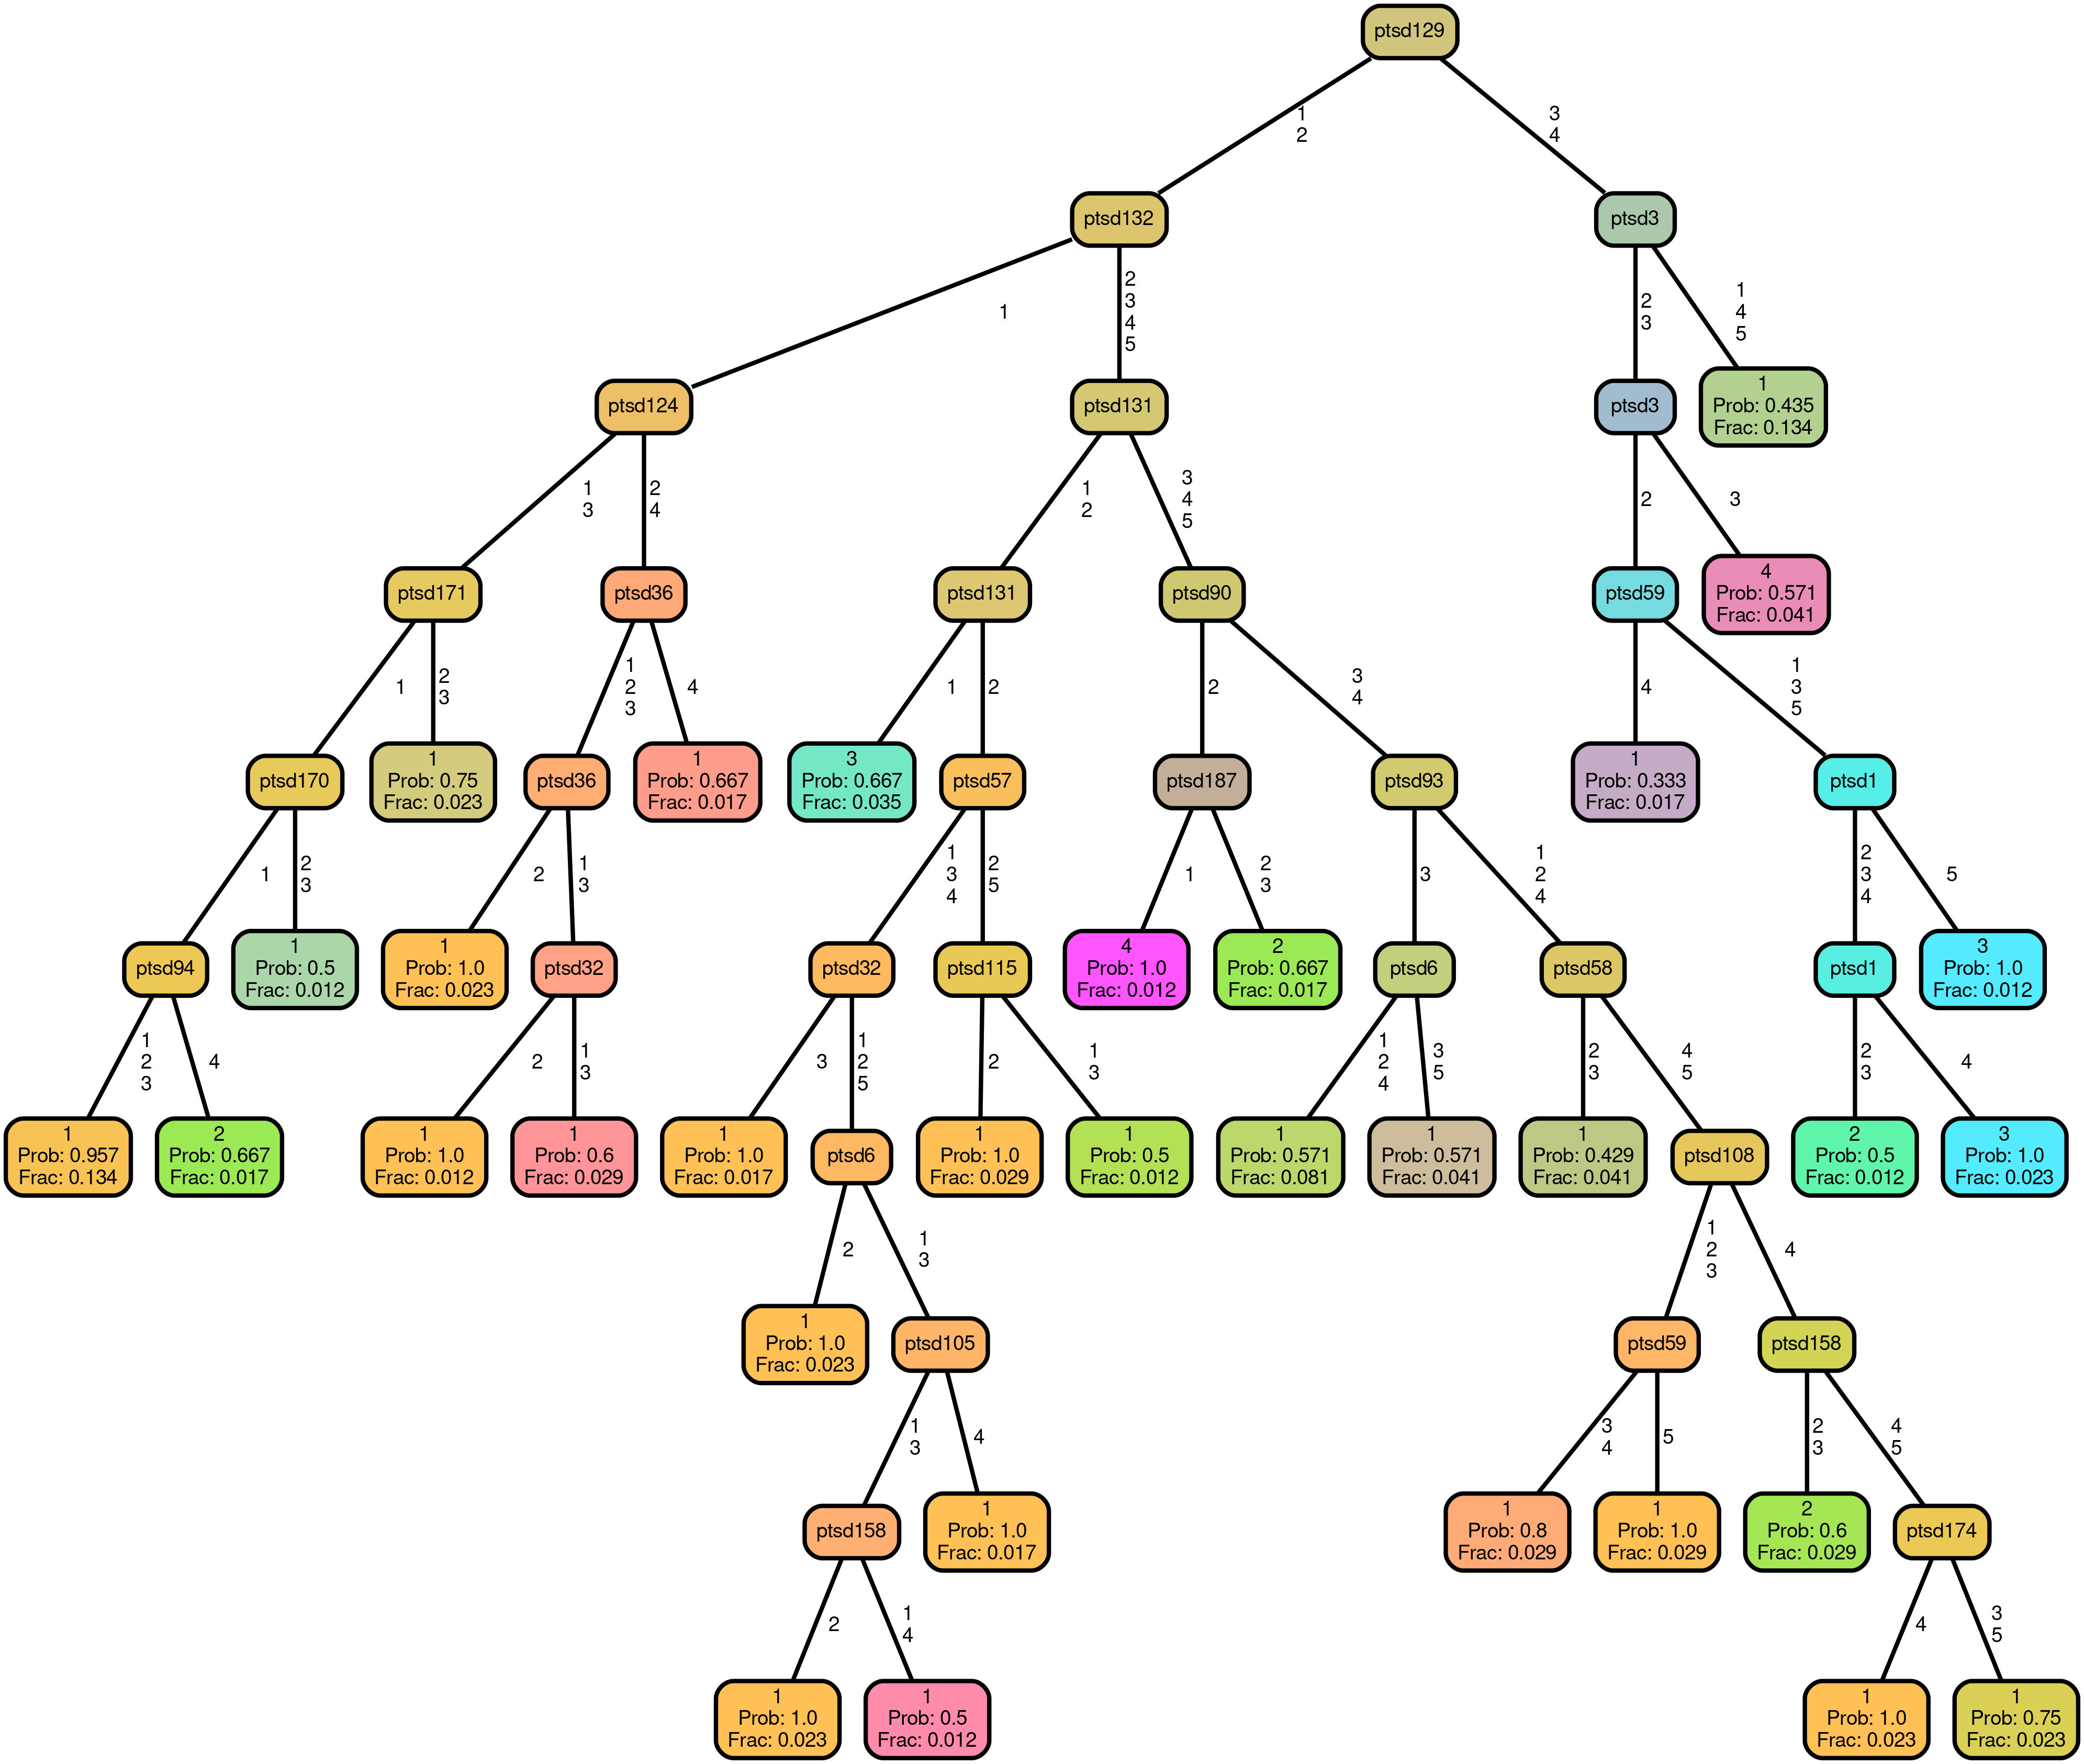 ptsd129
1
2
3
4
ptsd132
ptsd3
1
2
3
4
5
2
3
1
4
5
ptsd124
ptsd131
ptsd3
1
Prob: 0.435
Frac: 0.134
1
3
2
4
1
2
3
4
5
2
3
ptsd171
ptsd36
ptsd131
ptsd90
ptsd59
4
Prob: 0.571
Frac: 0.041
1
2
3
1
2
3
4
1
2
2
3
4
4
1
3
5
ptsd170
1
Prob: 0.75
Frac: 0.023
ptsd36
1
Prob: 0.667
Frac: 0.017
3
Prob: 0.667
Frac: 0.035
ptsd57
ptsd187
ptsd93
1
Prob: 0.333
Frac: 0.017
ptsd1
1
2
3
2
1
3
1
3
4
2
5
1
2
3
3
1
2
4
2
3
4
5
ptsd94
1
Prob: 0.5
Frac: 0.012
1
Prob: 1.0
Frac: 0.023
ptsd32
ptsd32
ptsd115
4
Prob: 1.0
Frac: 0.012
2
Prob: 0.667
Frac: 0.017
ptsd6
ptsd58
ptsd1
3
Prob: 1.0
Frac: 0.012
1
2
3
4
2
1
3
3
1
2
5
2
1
3
1
2
4
3
5
2
3
4
5
2
3
4
1
Prob: 0.957
Frac: 0.134
2
Prob: 0.667
Frac: 0.017
1
Prob: 1.0
Frac: 0.012
1
Prob: 0.6
Frac: 0.029
1
Prob: 1.0
Frac: 0.017
ptsd6
1
Prob: 1.0
Frac: 0.029
1
Prob: 0.5
Frac: 0.012
1
Prob: 0.571
Frac: 0.081
1
Prob: 0.571
Frac: 0.041
1
Prob: 0.429
Frac: 0.041
ptsd108
2
Prob: 0.5
Frac: 0.012
3
Prob: 1.0
Frac: 0.023
2
1
3
1
2
3
4
1
Prob: 1.0
Frac: 0.023
ptsd105
ptsd59
ptsd158
1
3
4
3
4
5
2
3
4
5
ptsd158
1
Prob: 1.0
Frac: 0.017
1
Prob: 0.8
Frac: 0.029
1
Prob: 1.0
Frac: 0.029
2
Prob: 0.6
Frac: 0.029
ptsd174
2
1
4
4
3
5
1
Prob: 1.0
Frac: 0.023
1
Prob: 0.5
Frac: 0.012
1
Prob: 1.0
Frac: 0.023
1
Prob: 0.75
Frac: 0.023